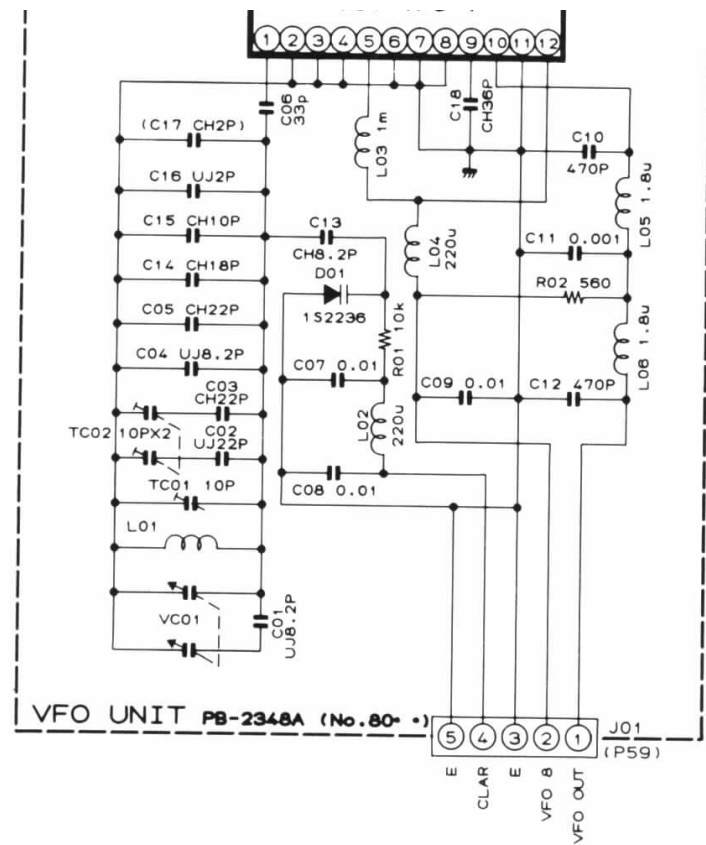 1 2 3 4 5 6 7 8 9 10 11 12
C06
33p
L03 1m
C18
CH36P
C10
470P
(C17 CH2P)
C16 UJ2P
C15 CH10P
C14 CH18P
C05 CH22P
C04 UJ8.2P
C03
CH22P
TC02 10PX2
C02
UJ22P
TC01 10P
L01
VC01
C01
UJ8.2P
C13
CH8.2P
D01
1S2236
R01 10k
C07 0.01
L02
220u
C08 0.01
L04
220u
C09 0.01
L05 1.8u
C11 0.001
R02 560
L06 1.8u
C12 470P
VFO UNIT PB-2348A (No.80• •)
5 4 3 2 1
J01
(P59)
E
CLAR
E
VFO 8
VFO OUT